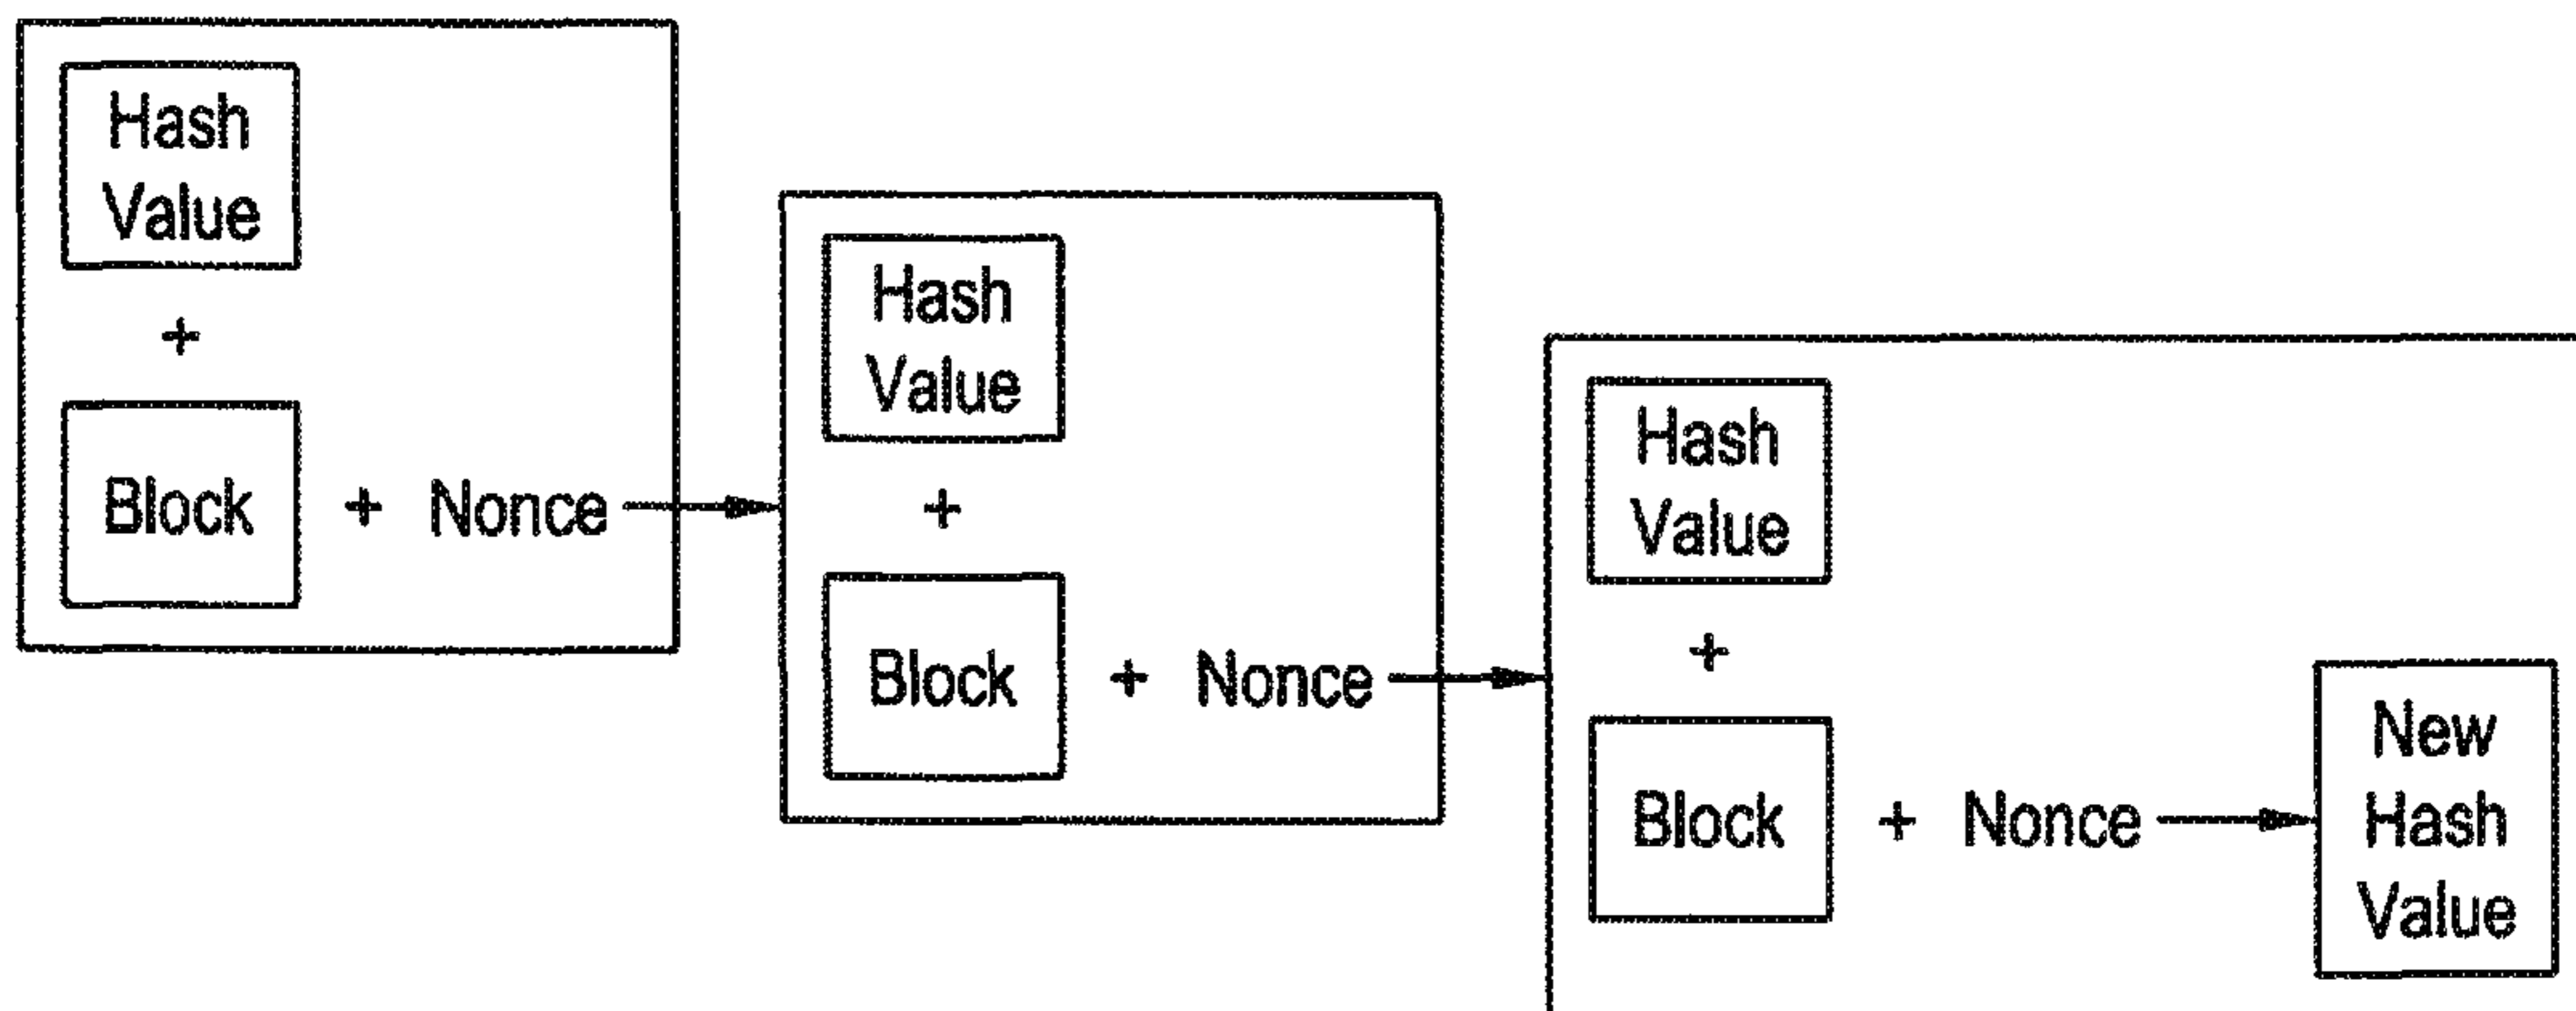 Hash
Value
+
Block + Nonce
Hash
Value
+
Block + Nonce
Hash
Value
+
Block + Nonce
New
Hash
Value